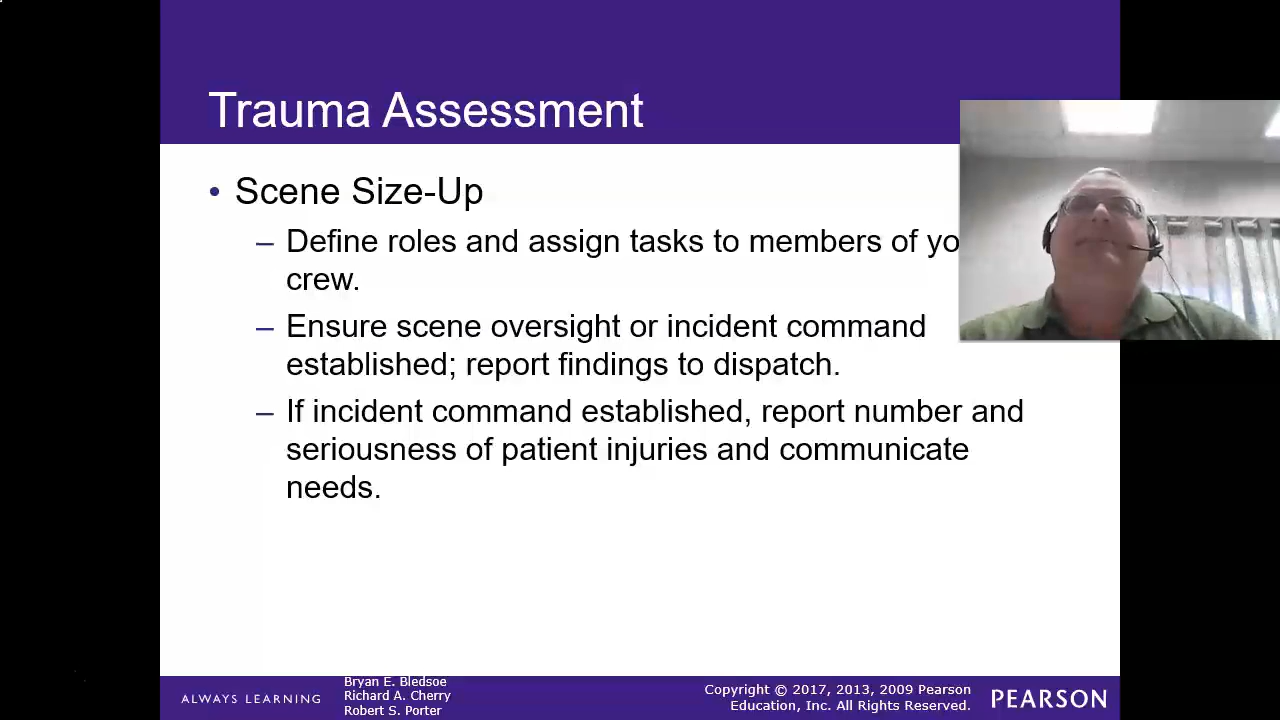 Trauma Assessment
• Scene Size-Up
– Define roles and assign tasks to members of yo
crew.
– Ensure scene oversight or incident command
established; report findings to dispatch.
– If incident command established, report number and
seriousness of patient injuries and communicate
needs.
ALWAYS LEARNING
Bryan E. Bledsoe
Richard A. Cherry
Robert S. Porter
Copyright © 2017, 2013, 2009 Pearson
Education, Inc. All Rights Reserved.
PEARSON